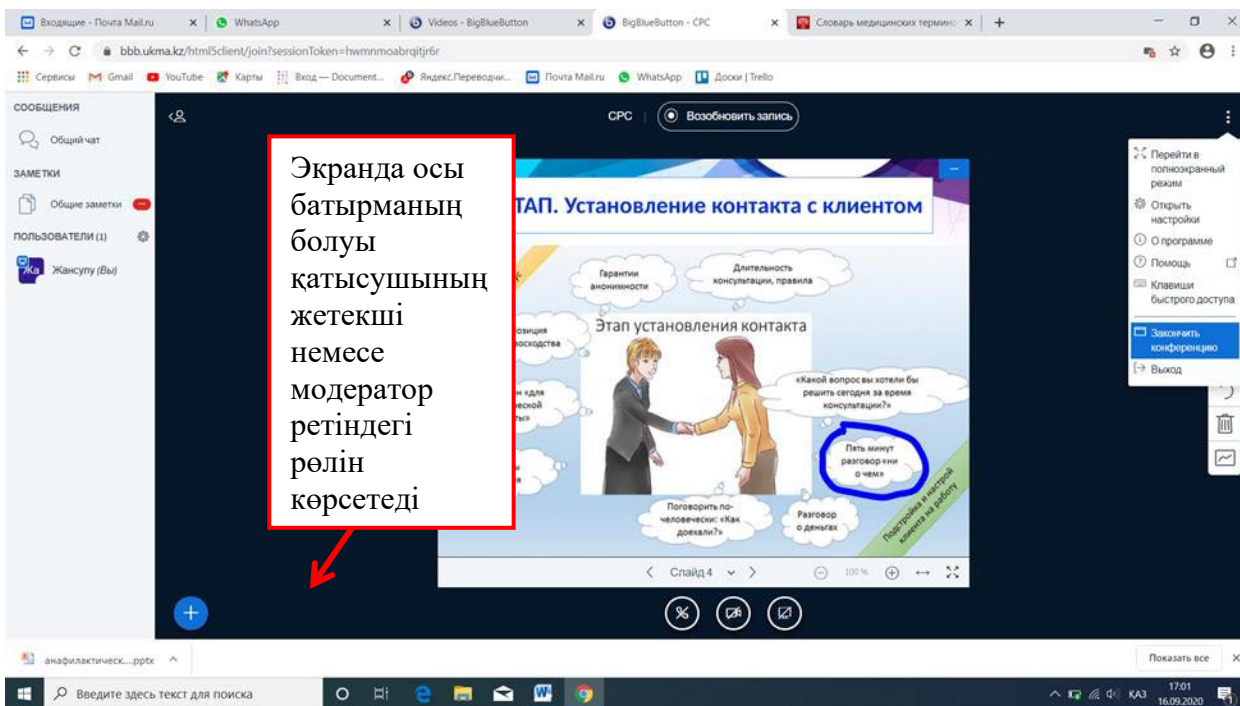 Входящие - Почта Mail.ru
WhatsApp
Videos - BigBlueButton
BigBlueButton - СРС
Словарь медицинских термино
bbb.ukma.kz/html5client/join?sessionToken=hwmnmoabrqitjr6r
Сервисы Gmail YouTube Карты Вход — Document... Яндекс.Переводчи... Почта Mail.ru WhatsApp Доски | Trello
СООБЩЕНИЯ
Общий чат
ЗАМЕТКИ
Общие заметки
ПОЛЬЗОВАТЕЛИ (1)
Жа
Жансулу (Вы)
СРС
Возобновить запись
Экранда осы
батырманың
болуы
қатысушының
жетекші
немесе
модератор
ретіндегі
рөлін
көрсетеді
ТАП. Установление контакта с клиентом
Гарантии
анонимности
Длительность
консультации, правила
Этап установления контакта
«Какой вопрос вы хотели бы
решить сегодня за время
консультации?»
Пять минут
разговор «ни
о чем»
Поговорить по-
человечески: «Как
доехали?»
Разговор
о деньгах
Подстройка и настрой
клиента на работу
Слайд 4
100 %
Перейти в
полноэкранный
режим
Открыть
настройки
О программе
Помощь
Клавиши
быстрого доступа
Закончить
конференцию
Выход
анафилактическ....pptx
Показать все
Введите здесь текст для поиска
КАЗ
17:01
16.09.2020